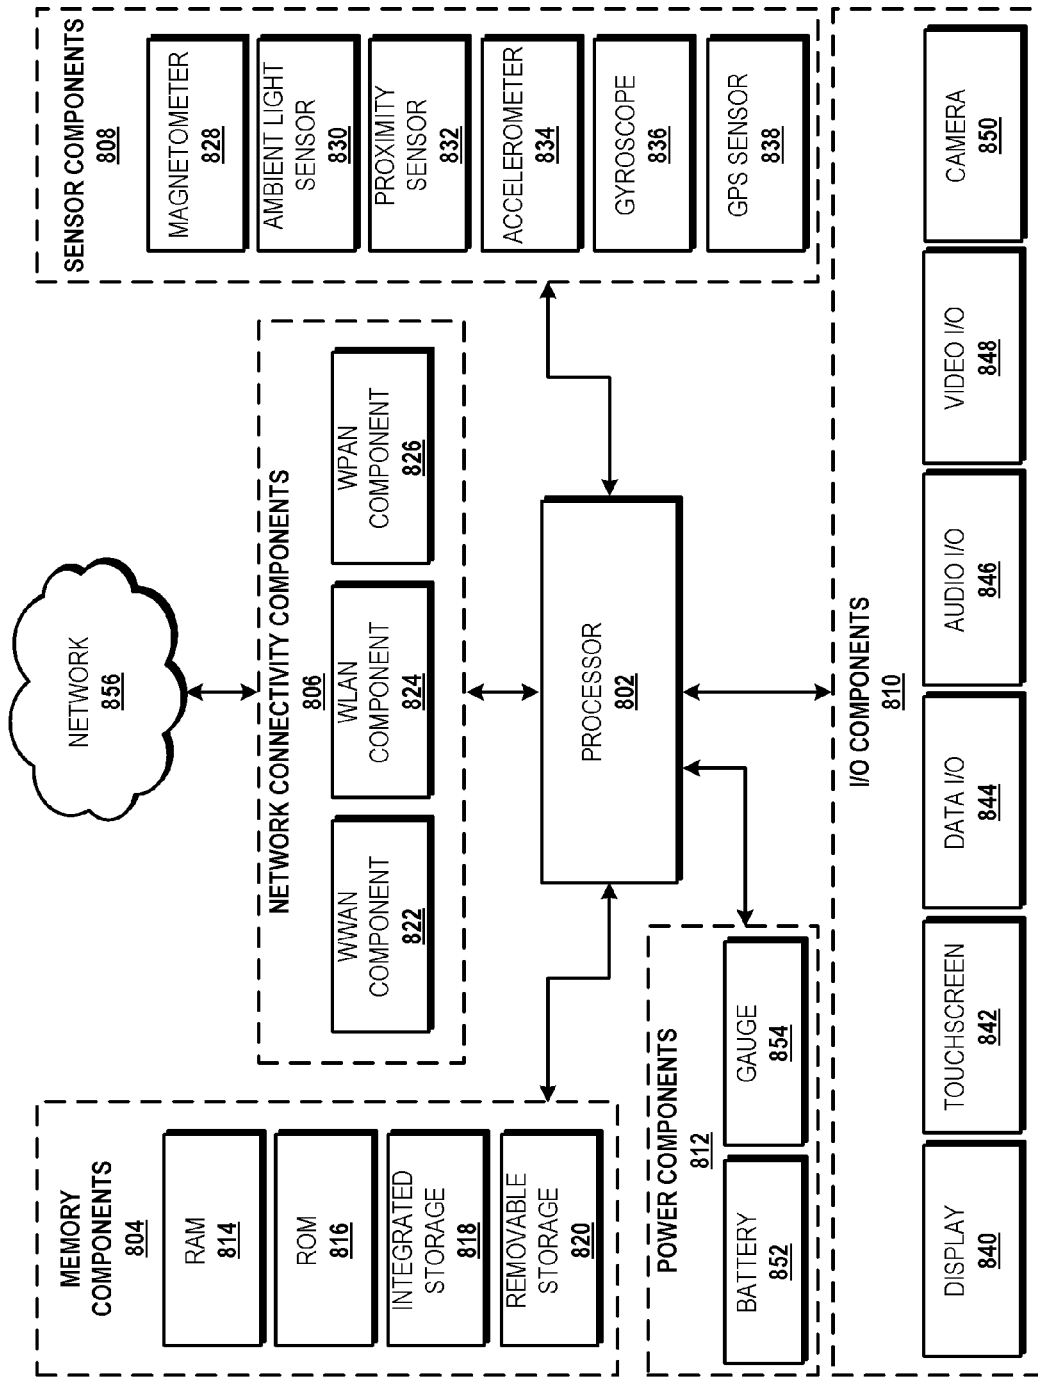 NETWORK
856
MEMORY
COMPONENTS
804
RAM
814
ROM
816
INTEGRATED
STORAGE
818
REMOVABLE
STORAGE
820
NETWORK CONNECTIVITY COMPONENTS
806
WWAN
COMPONENT
822
WLAN
COMPONENT
824
WPAN
COMPONENT
826
SENSOR COMPONENTS
808
MAGNETOMETER
828
AMBIENT LIGHT
SENSOR
830
PROXIMITY
SENSOR
832
ACCELEROMETER
834
GYROSCOPE
836
GPS SENSOR
838
PROCESSOR
802
POWER COMPONENTS
812
BATTERY
852
GAUGE
854
I/O COMPONENTS
810
DISPLAY
840
TOUCHSCREEN
842
DATA I/O
844
AUDIO I/O
846
VIDEO I/O
848
CAMERA
850